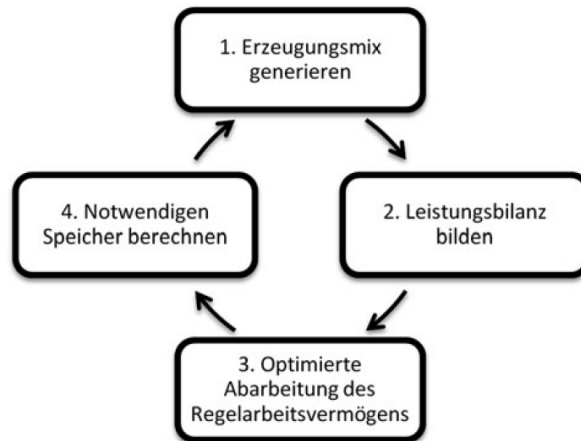 1. Erzeugungsmix
generieren
2. Leistungsbilanz
bilden
3. Optimierte
Abarbeitung des
Regelarbeitsvermögens
4. Notwendigen
Speicher berechnen